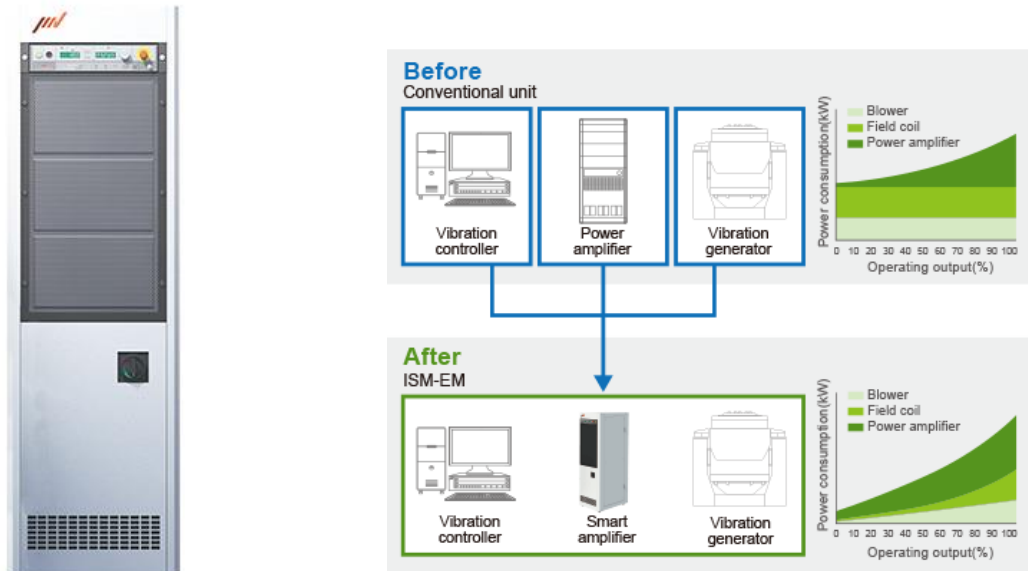 Before
Conventional unit
Vibration
controller
Power
amplifier
Vibration
generator
Power consumption(kW)
Blower
Field coil
Power amplifier
0 10 20 30 40 50 60 70 80 90 100
Operating output(%)
After
ISM-EM
Vibration
controller
Smart
amplifier
Vibration
generator
Power consumption(kW)
Blower
Field coil
Power amplifier
0 10 20 30 40 50 60 70 80 90 100
Operating output(%)